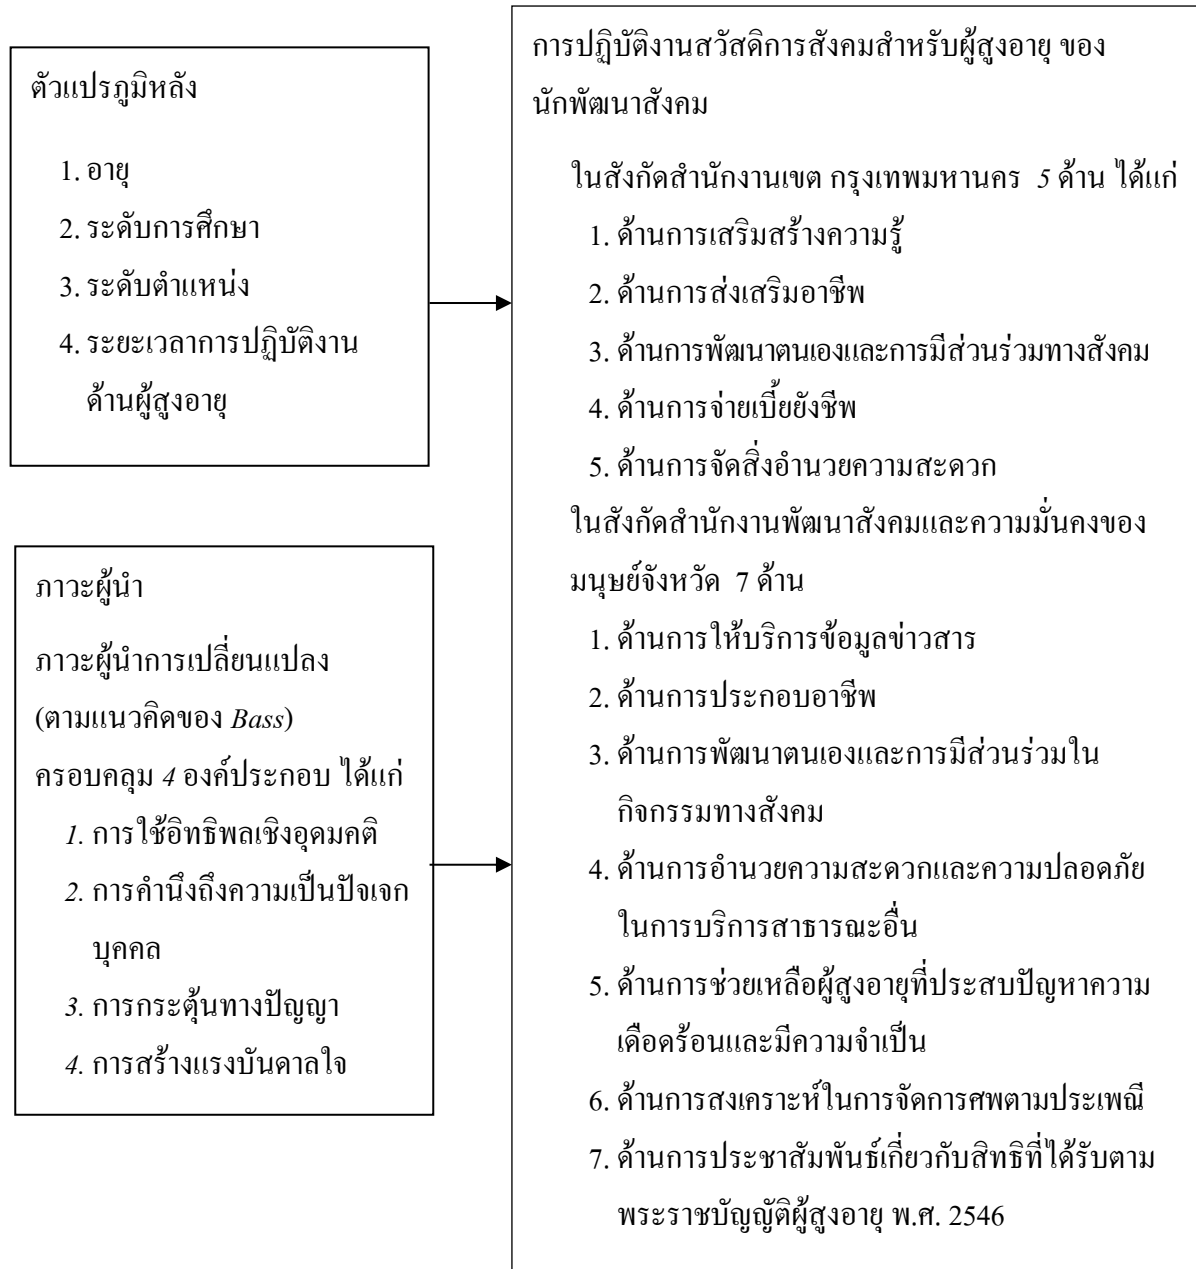 ตัวแปรภูมิหลัง
1. อายุ
2. ระดับการศึกษา
3. ระดับตำแหน่ง
4. ระยะเวลาการปฏิบัติงาน
ด้านผู้สูงอายุ
ภาวะผู้นำ
ภาวะผู้นำการเปลี่ยนแปลง
(ตามแนวคิดของ Bass)
ครอบคลุม 4 องค์ประกอบ ได้แก่
1. การใช้อิทธิพลเชิงอุดมคติ
2. การคำนึงถึงความเป็นปัจเจก
บุคคล
3. การกระตุ้นทางปัญญา
4. การสร้างแรงบันดาลใจ
การปฏิบัติงานสวัสดิการสังคมสำหรับผู้สูงอายุ ของ
นักพัฒนาสังคม
ในสังกัดสำนักงานเขต กรุงเทพมหานคร 5 ด้าน ได้แก่
1. ด้านการเสริมสร้างความรู้
2. ด้านการส่งเสริมอาชีพ
3. ด้านการพัฒนาตนเองและการมีส่วนร่วมทางสังคม
4. ด้านการจ่ายเบี้ยยังชีพ
5. ด้านการจัดสิ่งอำนวยความสะดวก
ในสังกัดสำนักงานพัฒนาสังคมและความมั่นคงของ
มนุษย์จังหวัด 7 ด้าน
1. ด้านการให้บริการข้อมูลข่าวสาร
2. ด้านการประกอบอาชีพ
3. ด้านการพัฒนาตนเองและการมีส่วนร่วมใน
กิจกรรมทางสังคม
4. ด้านการอำนวยความสะดวกและความปลอดภัย
ในการบริการสาธารณะอื่น
5. ด้านการช่วยเหลือผู้สูงอายุที่ประสบปัญหาความ
เดือดร้อนและมีความจำเป็น
6. ด้านการสงเคราะห์ในการจัดการศพตามประเพณี
7. ด้านการประชาสัมพันธ์เกี่ยวกับสิทธิที่ได้รับตาม
พระราชบัญญัติผู้สูงอายุ พ.ศ. 2546